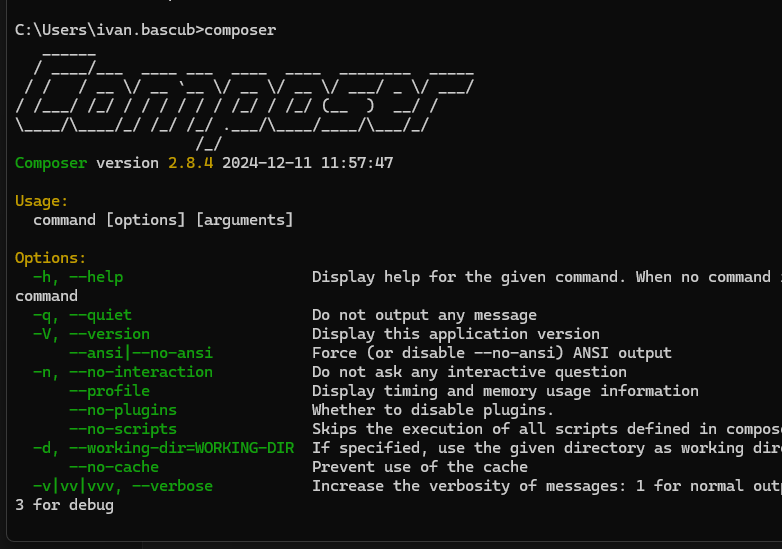 C:\Users\ivan.bascub>composer
   ______
  / ____/___  ____ ___  ____  ____  ________  _____
 / /   / __ \/ __ `__ \/ __ \/ __ \/ ___/ _ \/ ___/
/ /___/ /_/ / / / / / / /_/ / /_/ (__  )  __/ /
\____/\____/_/ /_/ /_/ .___/\____/____/\___/_/
                    /_/
Composer version 2.8.4 2024-12-11 11:57:47
Usage:
  command [options] [arguments]
Options:
  -h, --help                     Display help for the given command. When no command
command
  -q, --quiet                    Do not output any message
  -V, --version                  Display this application version
      --ansi|--no-ansi           Force (or disable --no-ansi) ANSI output
  -n, --no-interaction           Do not ask any interactive question
      --profile                  Display timing and memory usage information
      --no-plugins               Whether to disable plugins.
      --no-scripts               Skips the execution of all scripts defined in compos
  -d, --working-dir=WORKING-DIR  If specified, use the given directory as working dir
      --no-cache                 Prevent use of the cache
  -v|vv|vvv, --verbose           Increase the verbosity of messages: 1 for normal out
3 for debug